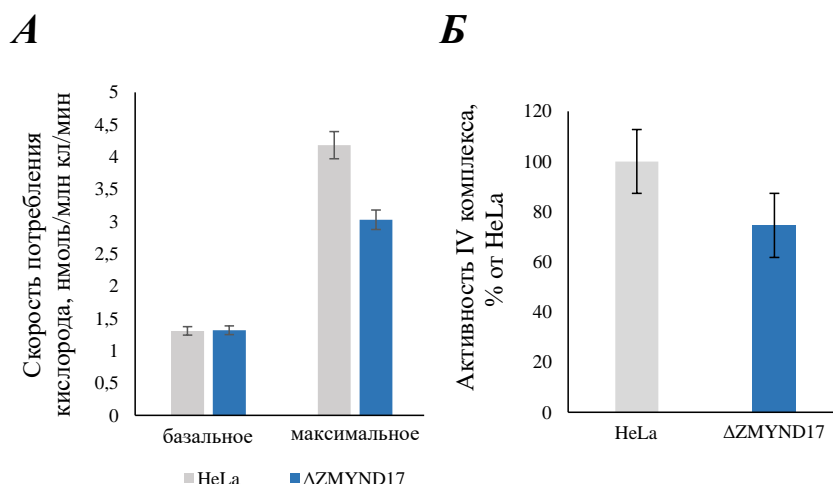 А
Скорость потребления
кислорода, нмоль/млн кл/мин
5
4,5
4
3,5
3
2,5
2
1,5
1
0,5
0
базальное максимальное
HeLa ΔZMYND17
Б
Активность IV комплекса,
% от HeLa
120
100
80
60
40
20
0
HeLa ΔZMYND17